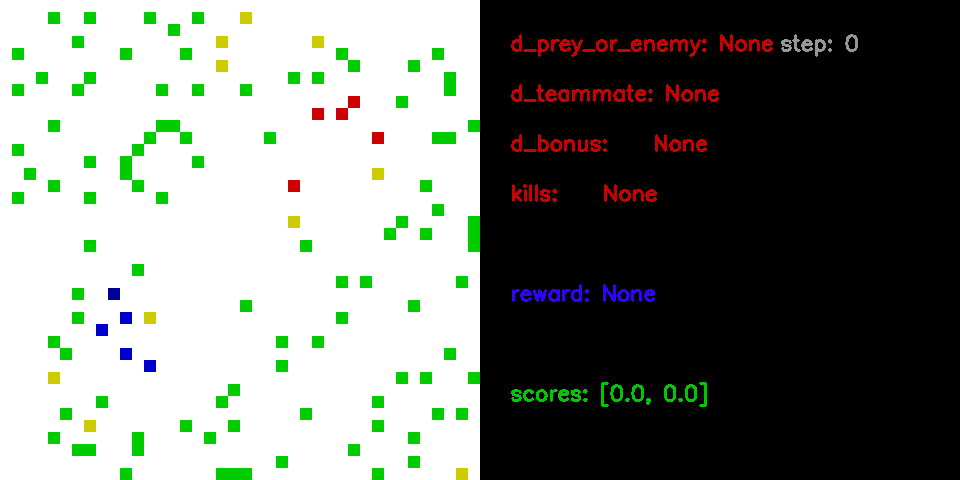 d_prey_or_enemy: None step: 0
d_teammate: None
d_bonus: None
kills: None
reward: None
scores: [0.0, 0.0]